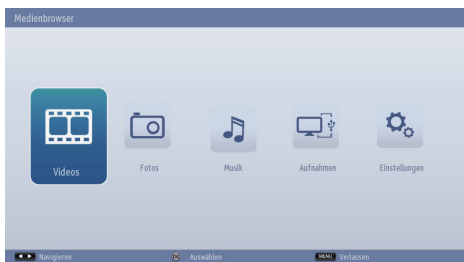 Medienbrowser
Videos Fotos Musik Aufnahmen Einstellungen
Navigieren OK Auswählen MENU Verlassen